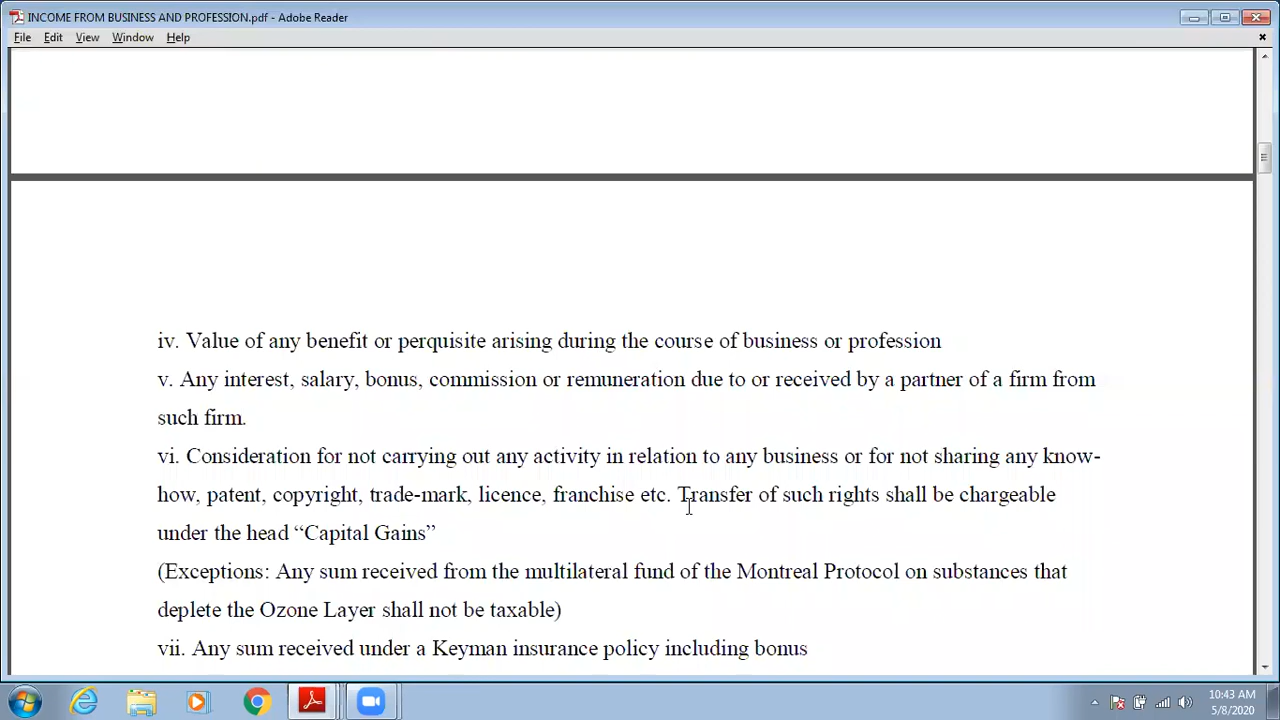 INCOME FROM BUSINESS AND PROFESSION.pdf - Adobe Reader
File Edit View Window Help
iv. Value of any benefit or perquisite arising during the course of business or profession
v. Any interest, salary, bonus, commission or remuneration due to or received by a partner of a firm from
such firm.
vi. Consideration for not carrying out any activity in relation to any business or for not sharing any know-
how, patent, copyright, trade-mark, licence, franchise etc. Transfer of such rights shall be chargeable
under the head “Capital Gains”
(Exceptions: Any sum received from the multilateral fund of the Montreal Protocol on substances that
deplete the Ozone Layer shall not be taxable)
vii. Any sum received under a Keyman insurance policy including bonus
10:43 AM
5/8/2020